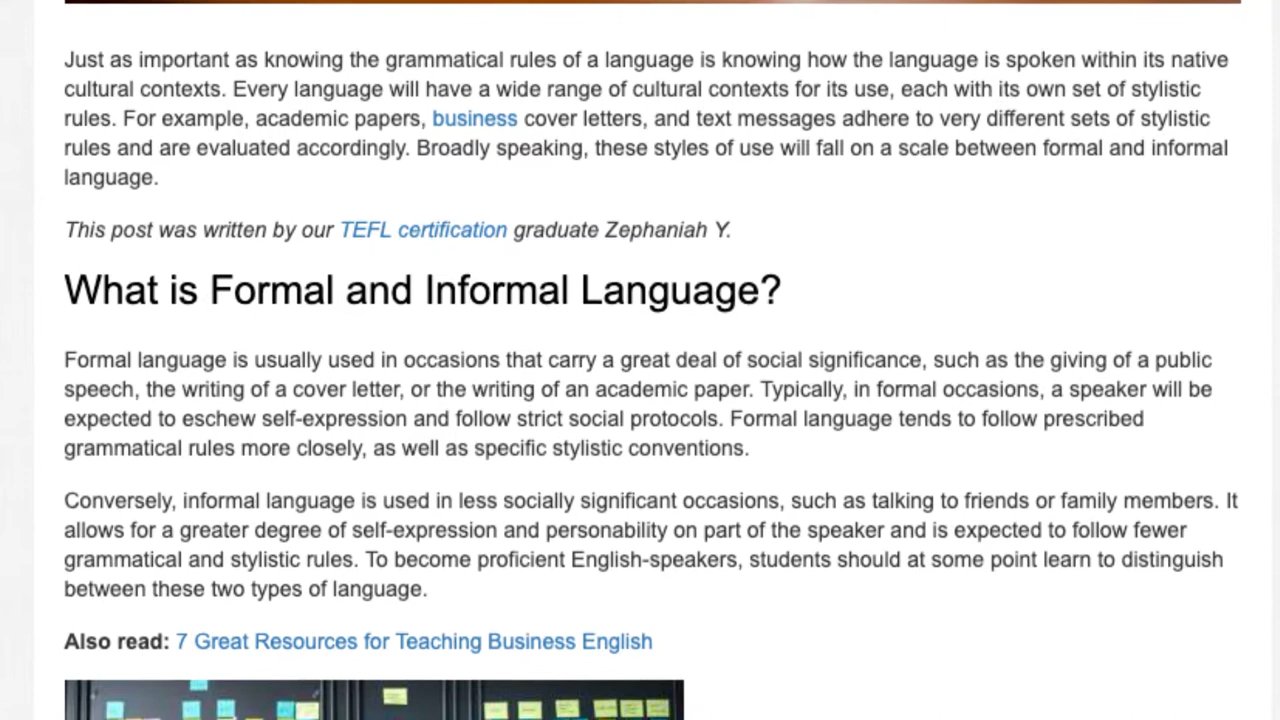 Just as important as knowing the grammatical rules of a language is knowing how the language is spoken within its native
cultural contexts. Every language will have a wide range of cultural contexts for its use, each with its own set of stylistic
rules. For example, academic papers, business cover letters, and text messages adhere to very different sets of stylistic
rules and are evaluated accordingly. Broadly speaking, these styles of use will fall on a scale between formal and informal
language.
This post was written by our TEFL certification graduate Zephaniah Y.
What is Formal and Informal Language?
Formal language is usually used in occasions that carry a great deal of social significance, such as the giving of a public
speech, the writing of a cover letter, or the writing of an academic paper. Typically, in formal occasions, a speaker will be
expected to eschew self-expression and follow strict social protocols. Formal language tends to follow prescribed
grammatical rules more closely, as well as specific stylistic conventions.
Conversely, informal language is used in less socially significant occasions, such as talking to friends or family members. It
allows for a greater degree of self-expression and personability on part of the speaker and is expected to follow fewer
grammatical and stylistic rules. To become proficient English-speakers, students should at some point learn to distinguish
between these two types of language.
Also read: 7 Great Resources for Teaching Business English